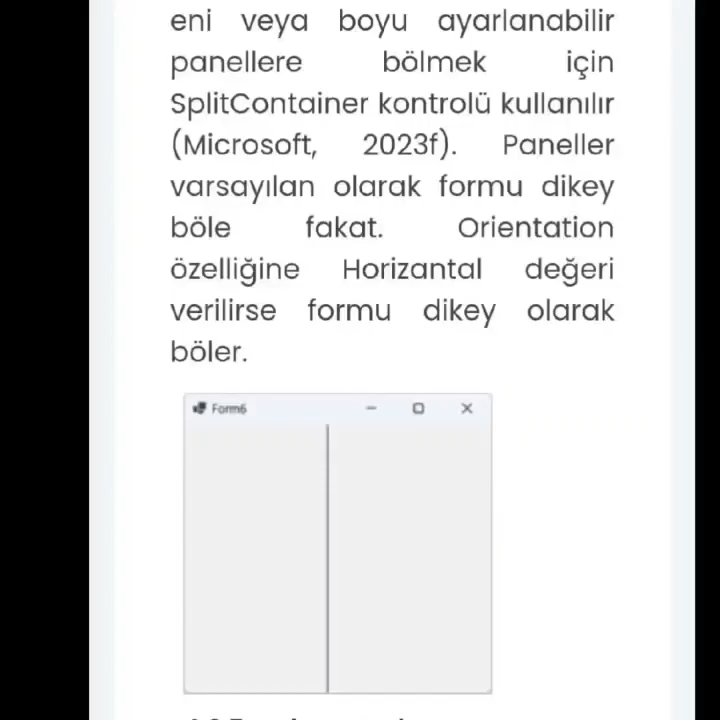 eni veya boyu ayarlanabilir
panellere bölmek için
SplitContainer kontrolü kullanılır
(Microsoft, 2023f). Paneller
varsayılan olarak formu dikey
böle fakat. Orientation
özelliğine Horizantal değeri
verilirse formu dikey olarak
böler.
Form6